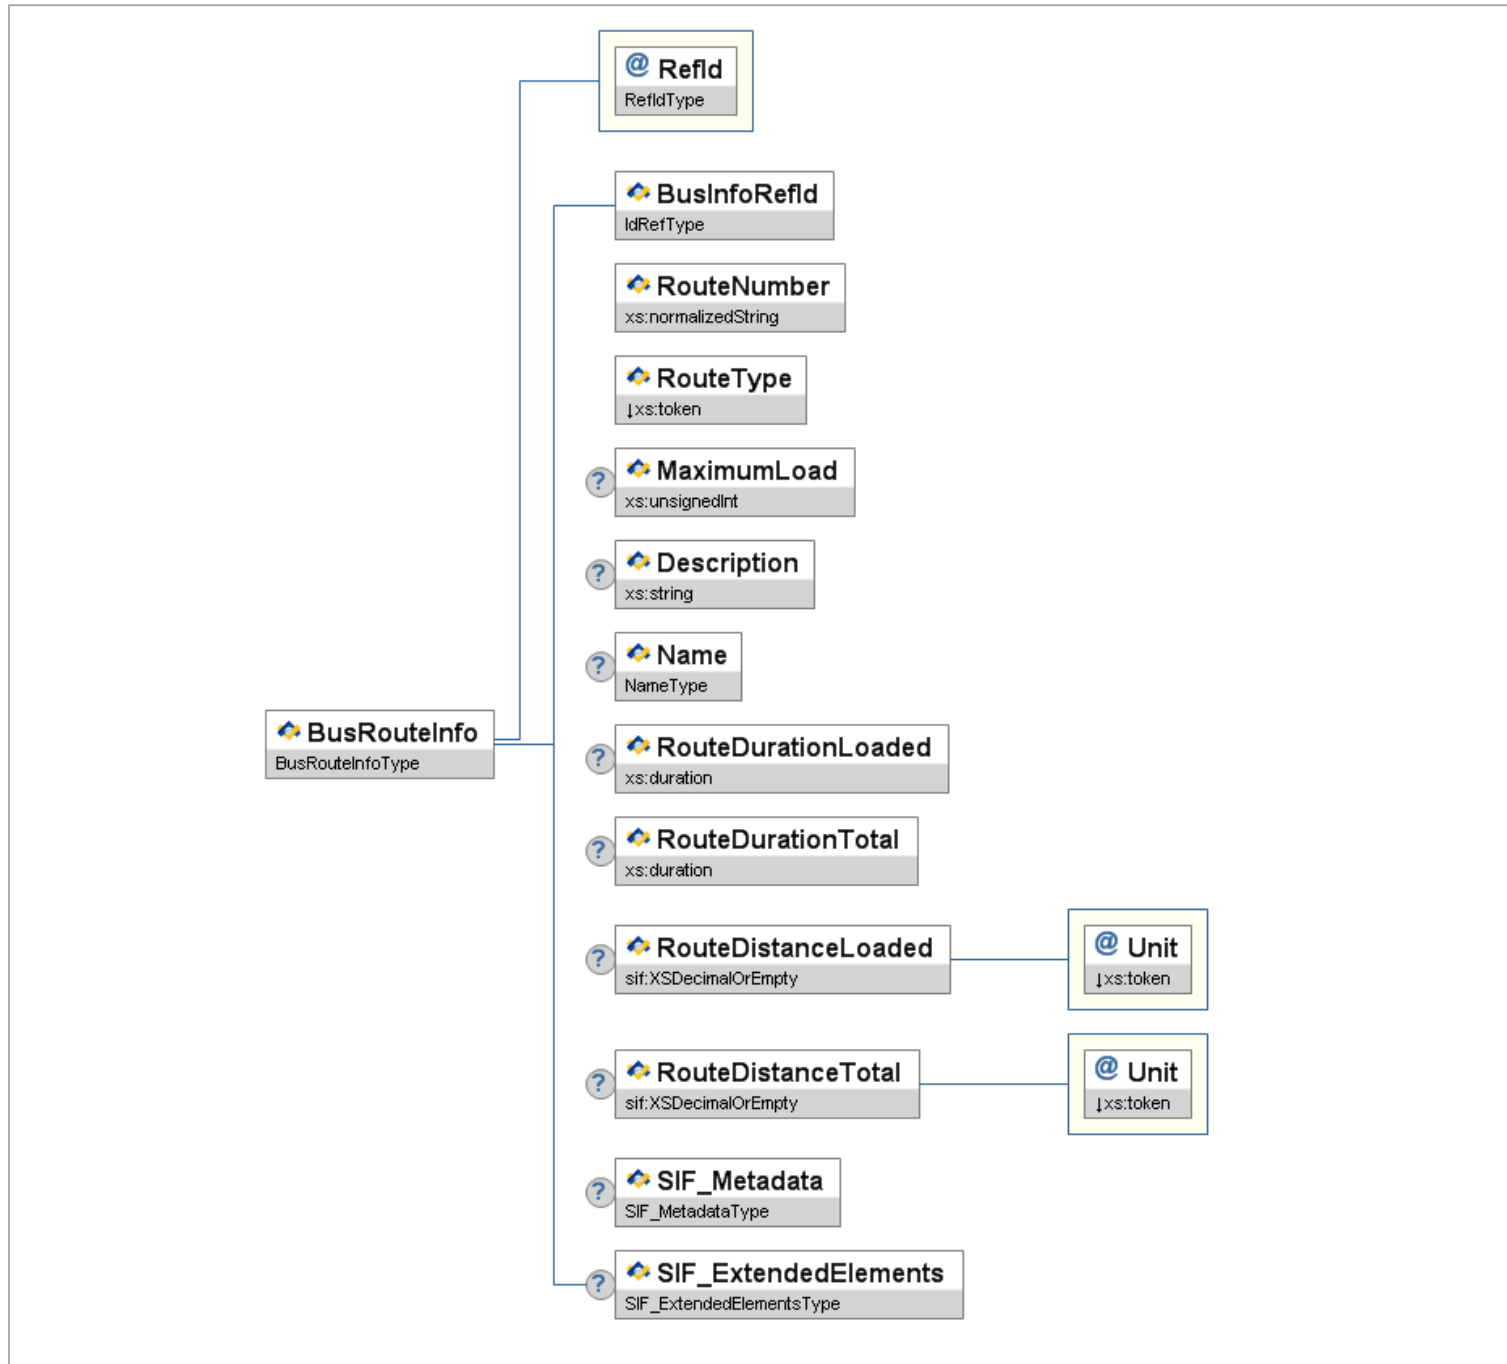 @ RefId
RefIdType
BusInfoRefId
IdRefType
RouteNumber
xs:normalizedString
RouteType
↓xs:token
? MaximumLoad
xs:unsignedInt
? Description
xs:string
? Name
NameType
BusRouteInfo
BusRouteInfoType
? RouteDurationLoaded
xs:duration
? RouteDurationTotal
xs:duration
? RouteDistanceLoaded
sif:XSDecimalOrEmpty
@ Unit
↓xs:token
? RouteDistanceTotal
sif:XSDecimalOrEmpty
@ Unit
↓xs:token
? SIF_Metadata
SIF_MetadataType
? SIF_ExtendedElements
SIF_ExtendedElementsType